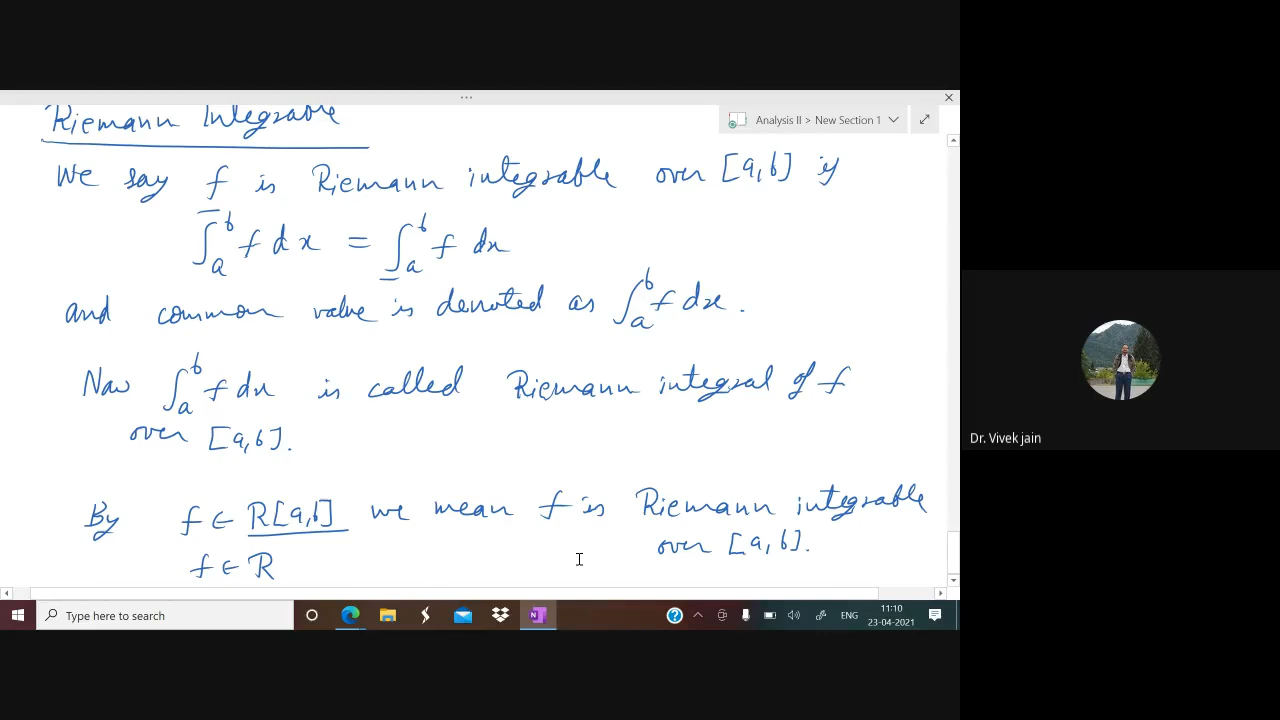 Riemann Integrable
Analysis II > New Section 1
We say f is Riemann integrable over [a,b] if
‾∫ₐᵇ f dx = _∫ₐᵇ f dx
and common value is denoted as ∫ₐᵇ f dx.
Now ∫ₐᵇ f dx is called Riemann integral of f
over [a,b].
By f ∈ R[a,b] we mean f is Riemann integrable
over [a,b].
f ∈ R
Dr. Vivek jain
Type here to search
ENG
11:10
23-04-2021